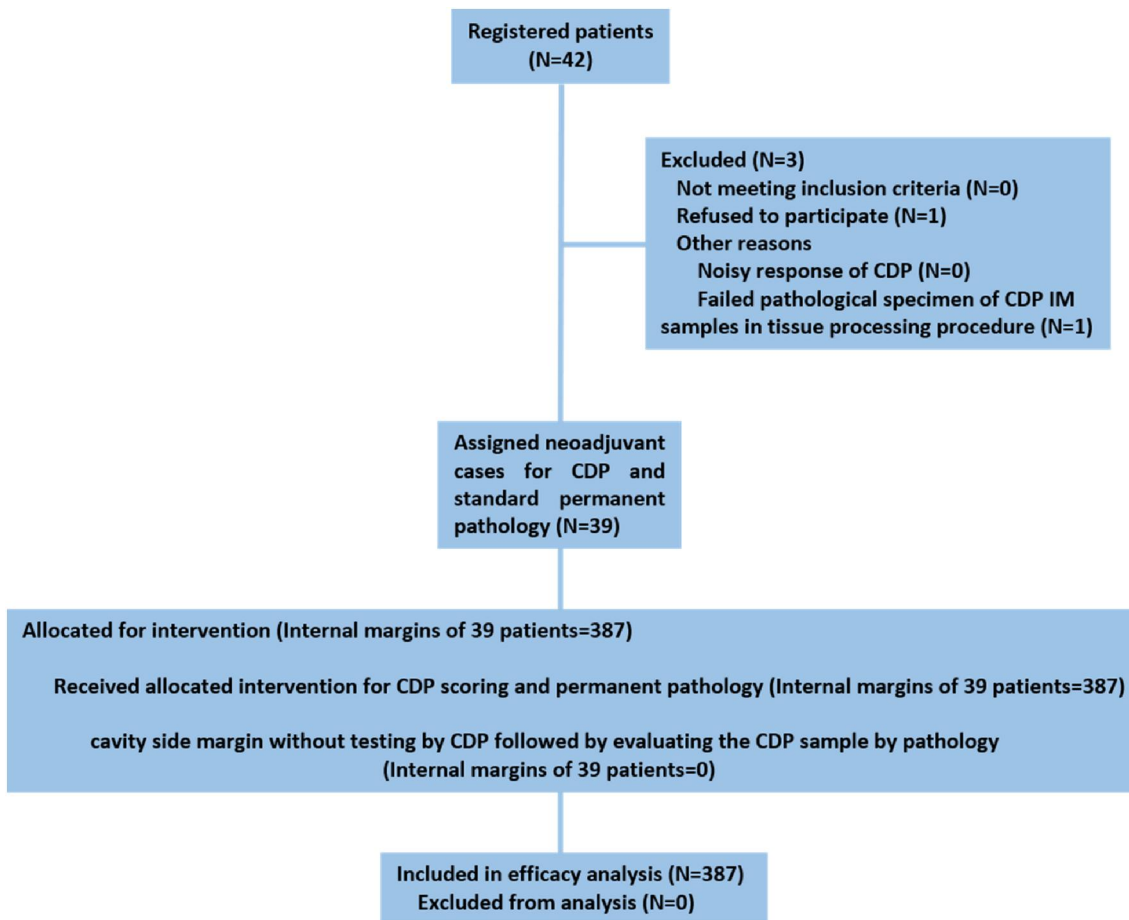 Registered patients
(N=42)
Excluded (N=3)
Not meeting inclusion criteria (N=0)
Refused to participate (N=1)
Other reasons
Noisy response of CDP (N=0)
Failed pathological specimen of CDP IM
samples in tissue processing procedure (N=1)
Assigned neoadjuvant
cases for CDP and
standard permanent
pathology (N=39)
Allocated for intervention (Internal margins of 39 patients=387)
Received allocated intervention for CDP scoring and permanent pathology (Internal margins of 39 patients=387)
cavity side margin without testing by CDP followed by evaluating the CDP sample by pathology
(Internal margins of 39 patients=0)
Included in efficacy analysis (N=387)
Excluded from analysis (N=0)